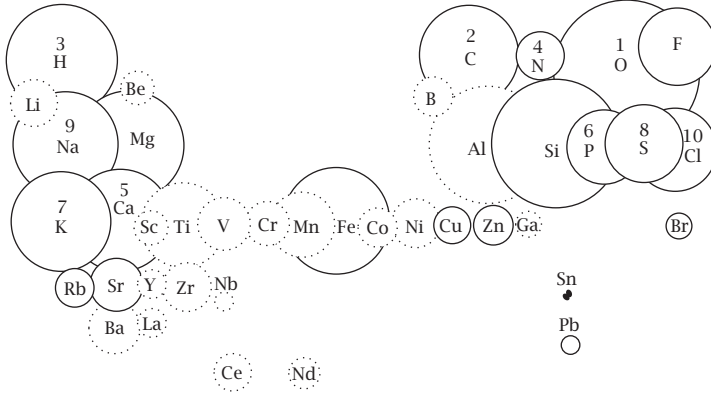 3
H
Li
Be
9
Na
Mg
7
K
5
Ca
Sc
Ti
V
Cr
Mn
Fe
Co
Ni
Cu
Zn
Ga
Rb
Sr
Y
Zr
Nb
Ba
La
Ce
Nd
2
C
4
N
1
O
F
B
Al
Si
6
P
8
S
10
Cl
Br
Sn
Pb